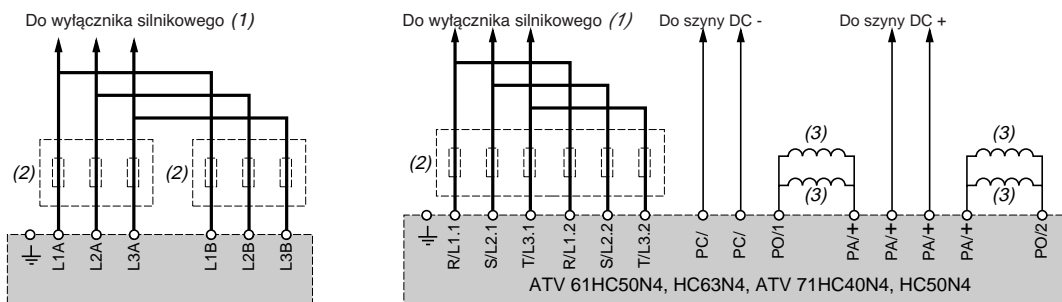 Do wyłącznika silnikowego (1)
Do wyłącznika silnikowego (1)
Do szyny DC -
Do szyny DC +
(3)
(3)
(2)
(2)
(2)
(3)
(3)
L1A
L2A
L3A
L1B
L2B
L3B
R/L1.1
S/L2.1
T/L3.1
R/L1.2
S/L2.2
T/L3.2
PC/
PC/
PO/1
PA/+
PA/+
PA/+
PA/+
PO/2
ATV 61HC50N4, HC63N4, ATV 71HC40N4, HC50N4